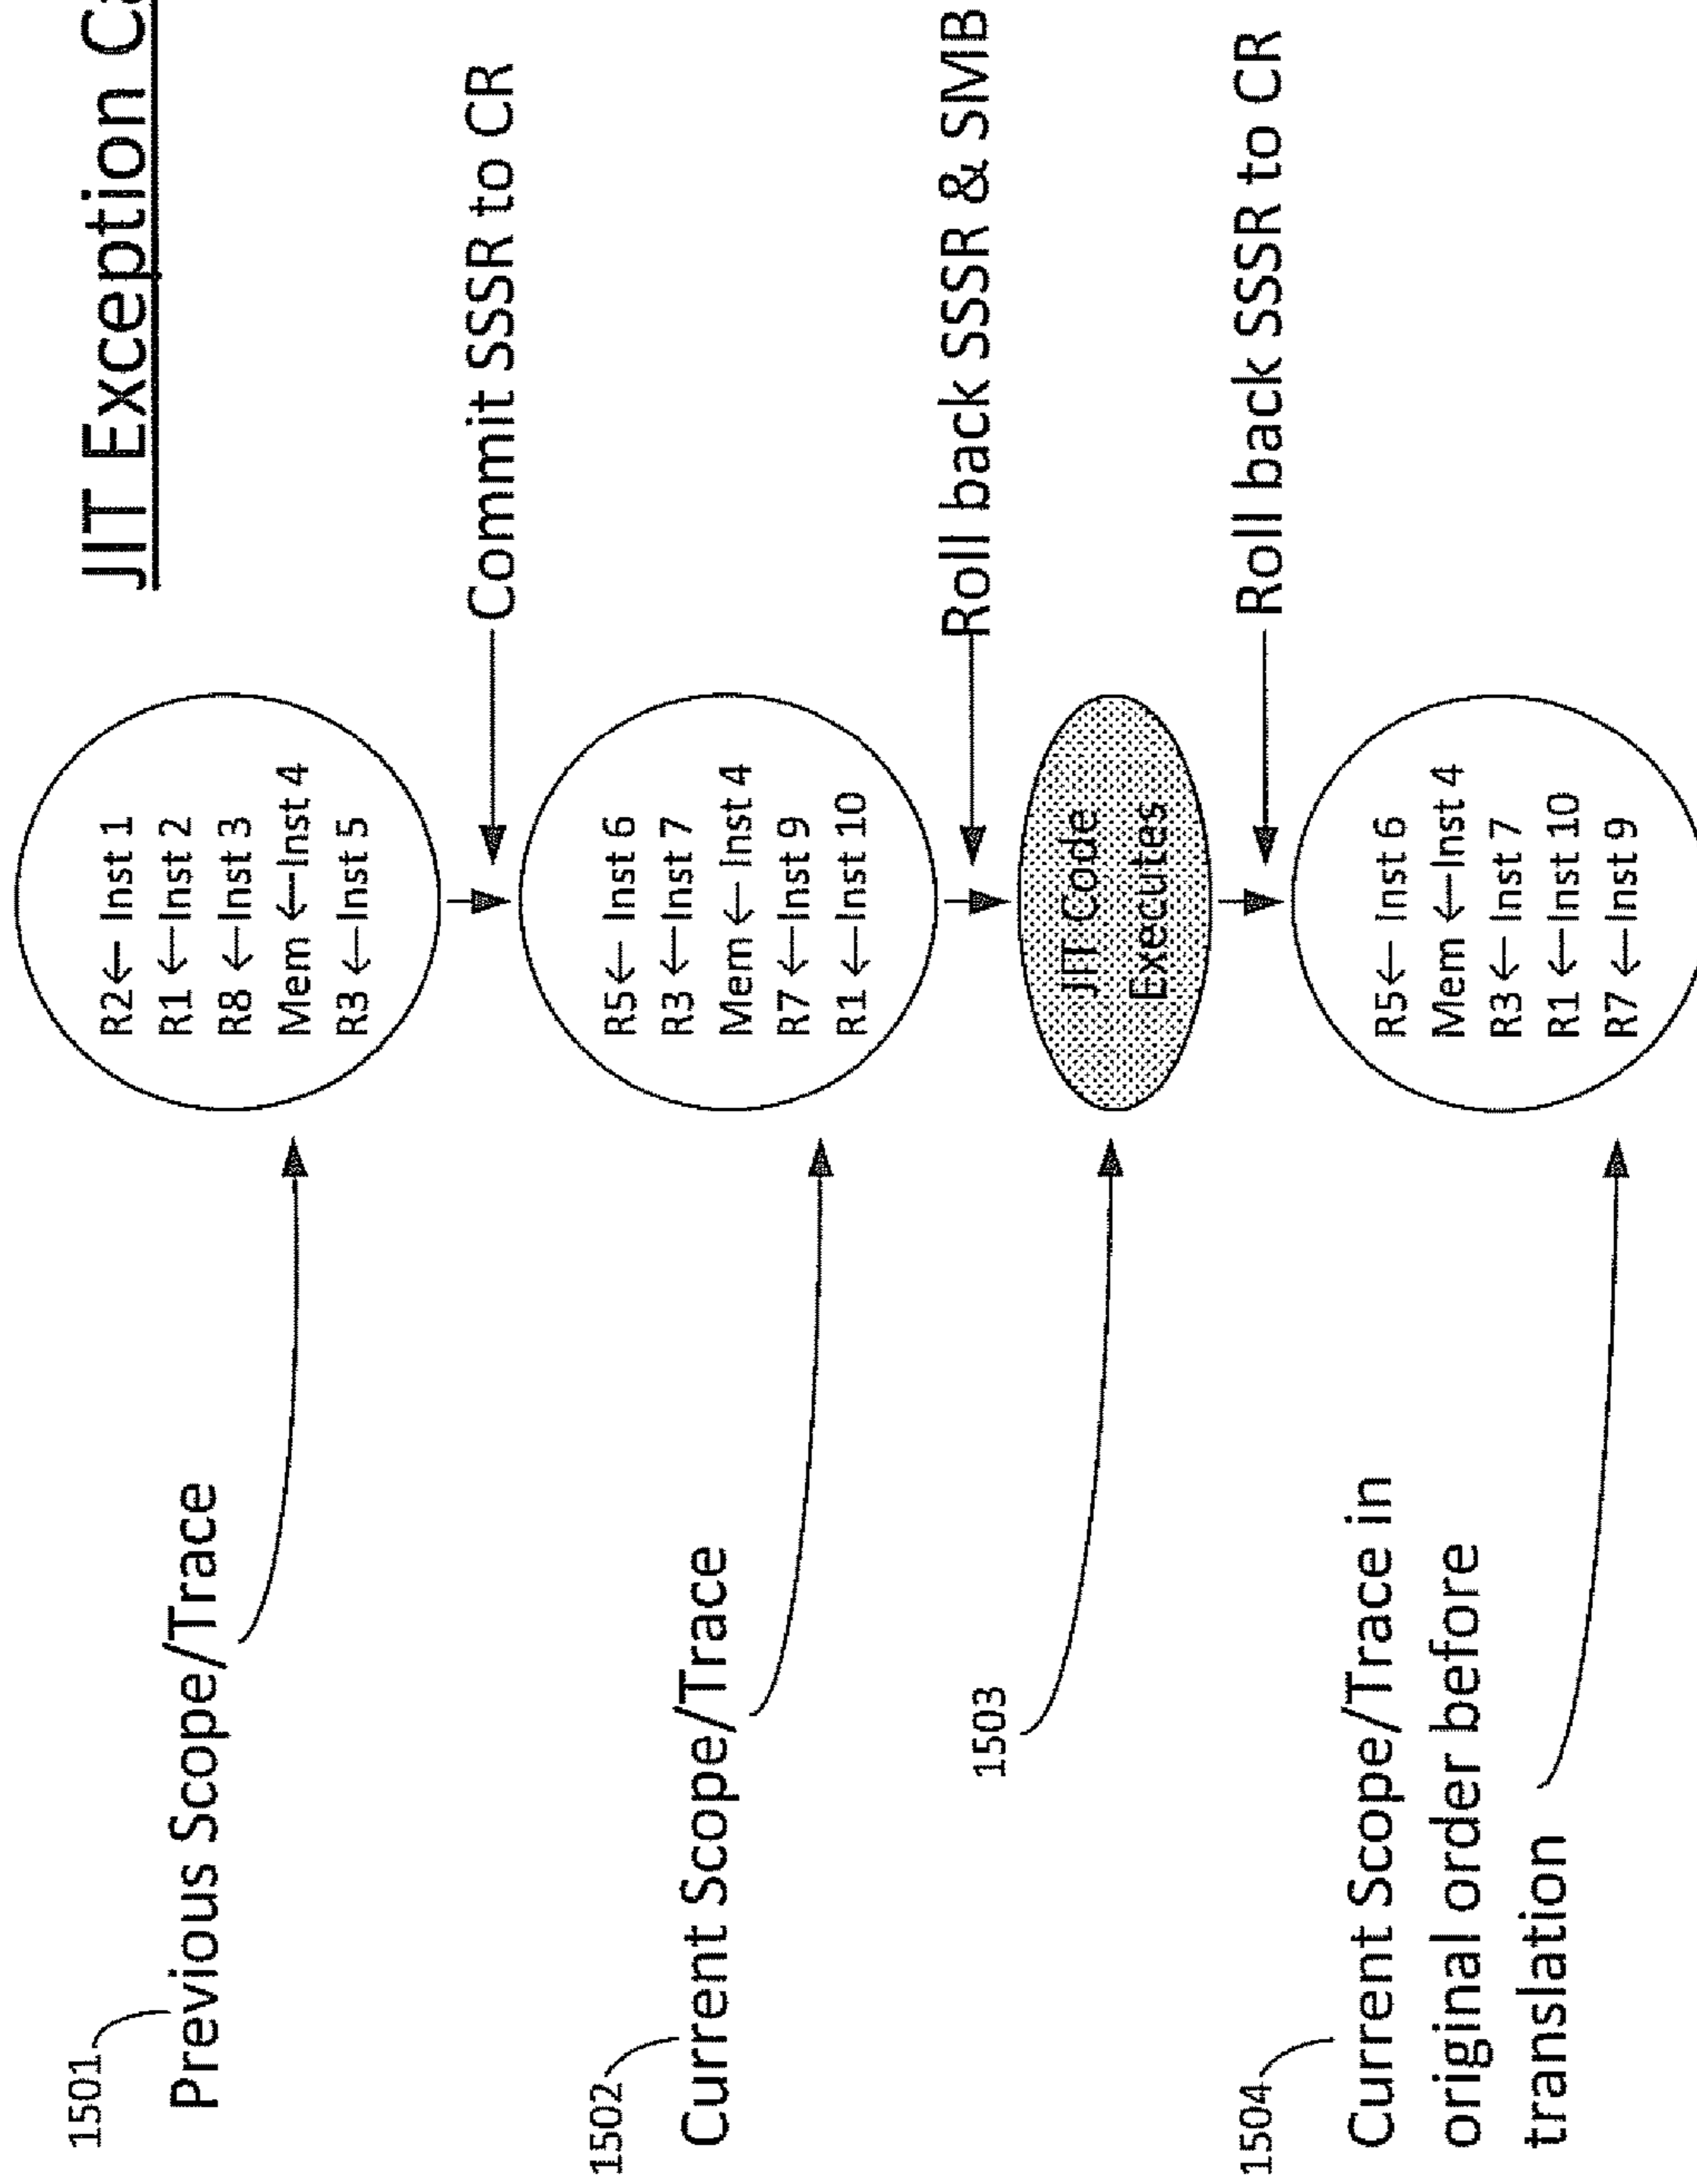 JIT Exception
1501
Previous Scope/Trace
R2← Inst 1
R1 ←Inst 2
R8 ←Inst 3
Mem ←Inst 4
R3 ←Inst 5
Commit SSSR to CR
1502
Current Scope/Trace
R5← Inst 6
R3 ←Inst 7
Mem ← Inst 4
R7 ←Inst 9
R1 ←Inst 10
Roll back SSSR & SMB
1503
JIT Code
Executes
Roll back SSSR to CR
1504
Current Scope/Trace in
original order before
translation
R5← Inst 6
Mem ←Inst 4
R3← Inst 7
R1 ←Inst 10
R7 ←Inst 9